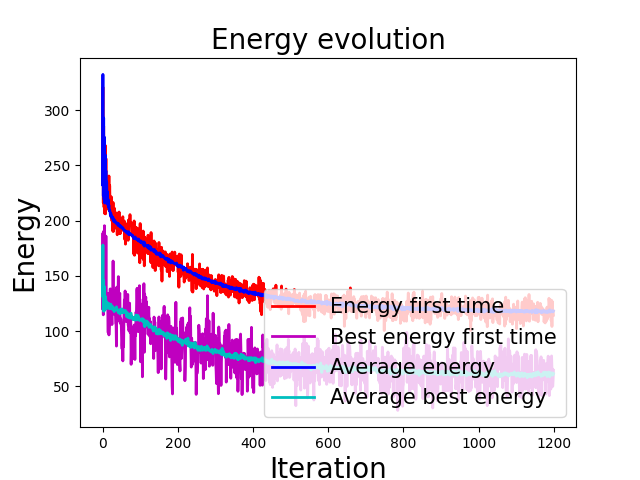 Energy evolution
Energy
300
250
200
150
100
50
Energy first time
Best energy first time
Average energy
Average best energy
0 200 400 600 800 1000 1200
Iteration